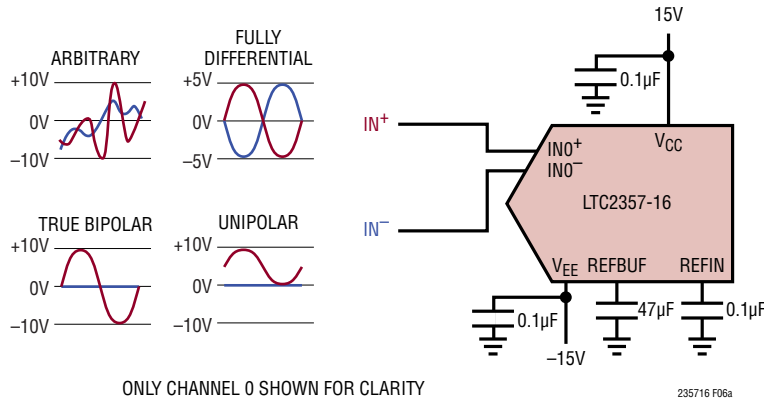 ARBITRARY
+10V
0V
–10V
FULLY
DIFFERENTIAL
+5V
0V
–5V
TRUE BIPOLAR
+10V
0V
–10V
UNIPOLAR
+10V
0V
–10V
IN+
IN–
15V
0.1µF
VCC
IN0+
IN0–
LTC2357-16
VEE
REFBUF
REFIN
0.1µF
47µF
0.1µF
–15V
ONLY CHANNEL 0 SHOWN FOR CLARITY
235716 F06a